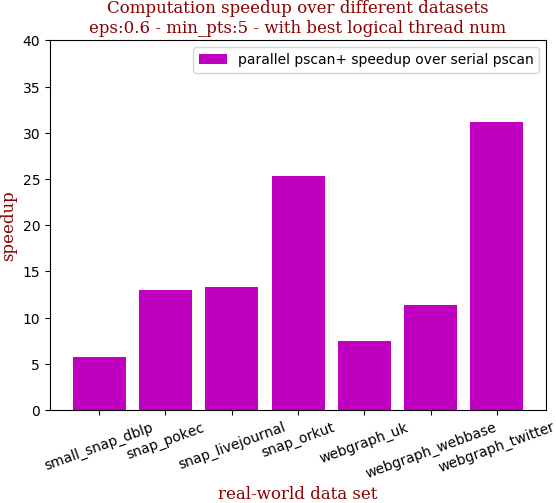 Computation speedup over different datasets
eps:0.6 - min_pts:5 - with best logical thread num
parallel pscan+ speedup over serial pscan
speedup
40
35
30
25
20
15
10
5
0
small_snap_dblp
snap_pokec
snap_livejournal
snap_orkut
webgraph_uk
webgraph_webbase
webgraph_twitter
real-world data set